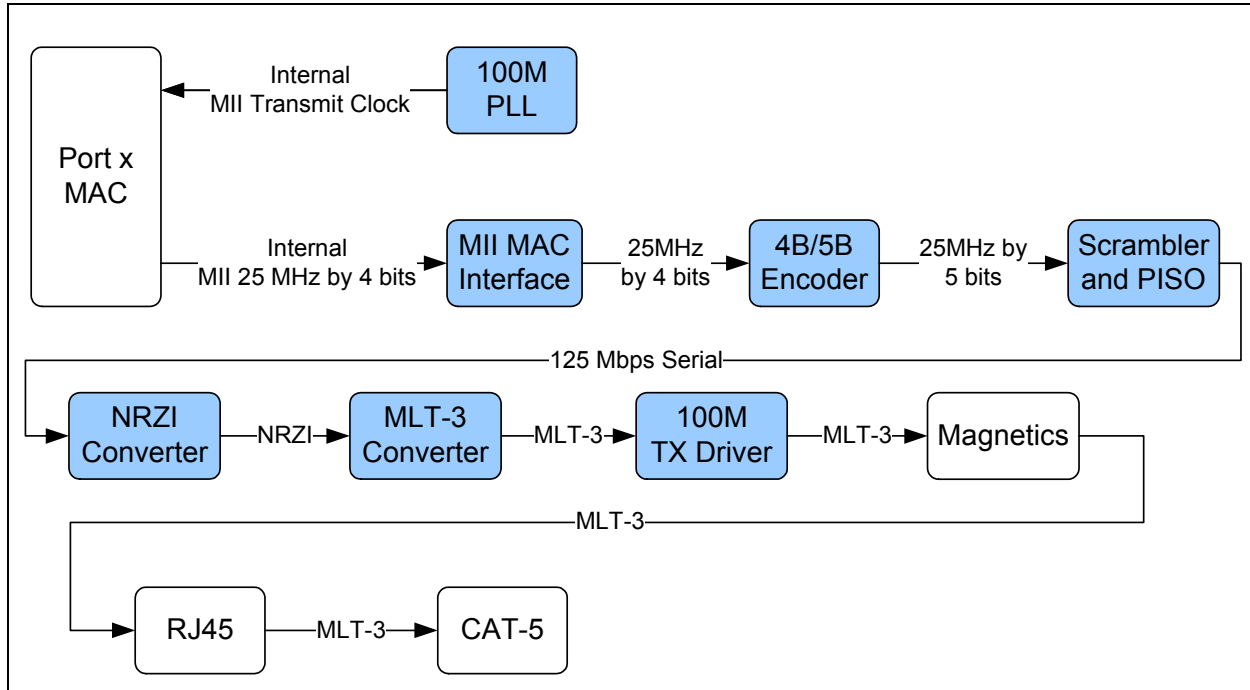 Internal
MII Transmit Clock
100M
PLL
Port x
MAC
Internal
MII 25 MHz by 4 bits
MII MAC
Interface
25MHz
by 4 bits
4B/5B
Encoder
25MHz by
5 bits
Scrambler
and PISO
125 Mbps Serial
NRZI
Converter
NRZI
MLT-3
Converter
MLT-3
100M
TX Driver
MLT-3
Magnetics
MLT-3
RJ45
MLT-3
CAT-5